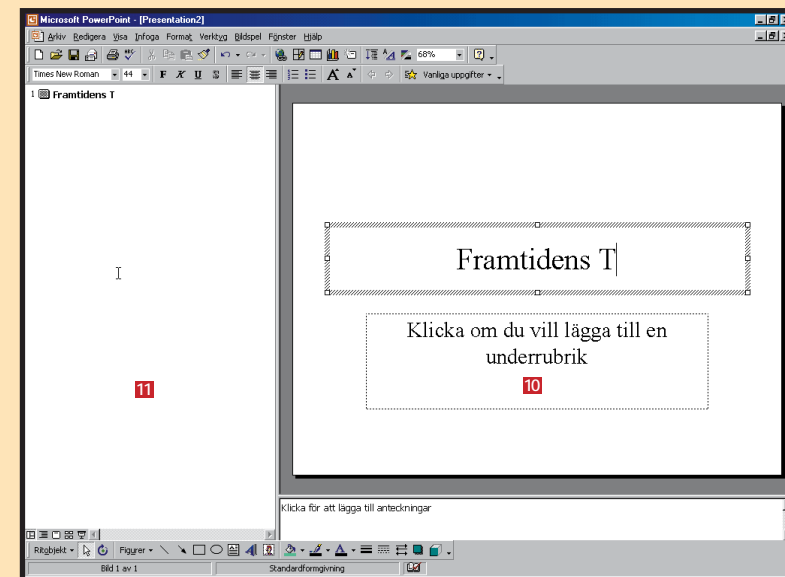 Microsoft PowerPoint - [Presentation2]
Arkiv Redigera Visa Infoga Format Verktyg Bildspel Fönster Hjälp
68%
Times New Roman 44 F K U S Vanliga uppgifter
1 Framtidens T
Framtidens T
Klicka om du vill lägga till en
underrubrik
10
11
Klicka för att lägga till anteckningar
Ritobjekt Figurer
Bild 1 av 1 Standardformgivning